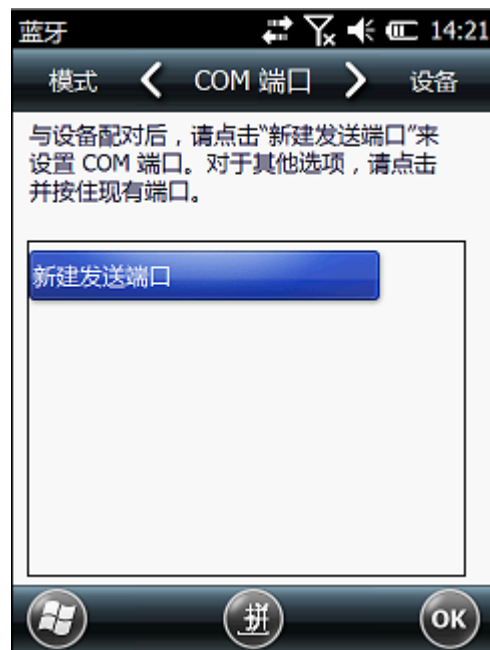 蓝牙 14:21
模式 COM 端口 设备
与设备配对后，请点击“新建发送端口”来
设置 COM 端口。对于其他选项，请点击
并按住现有端口。
新建发送端口
拼 OK